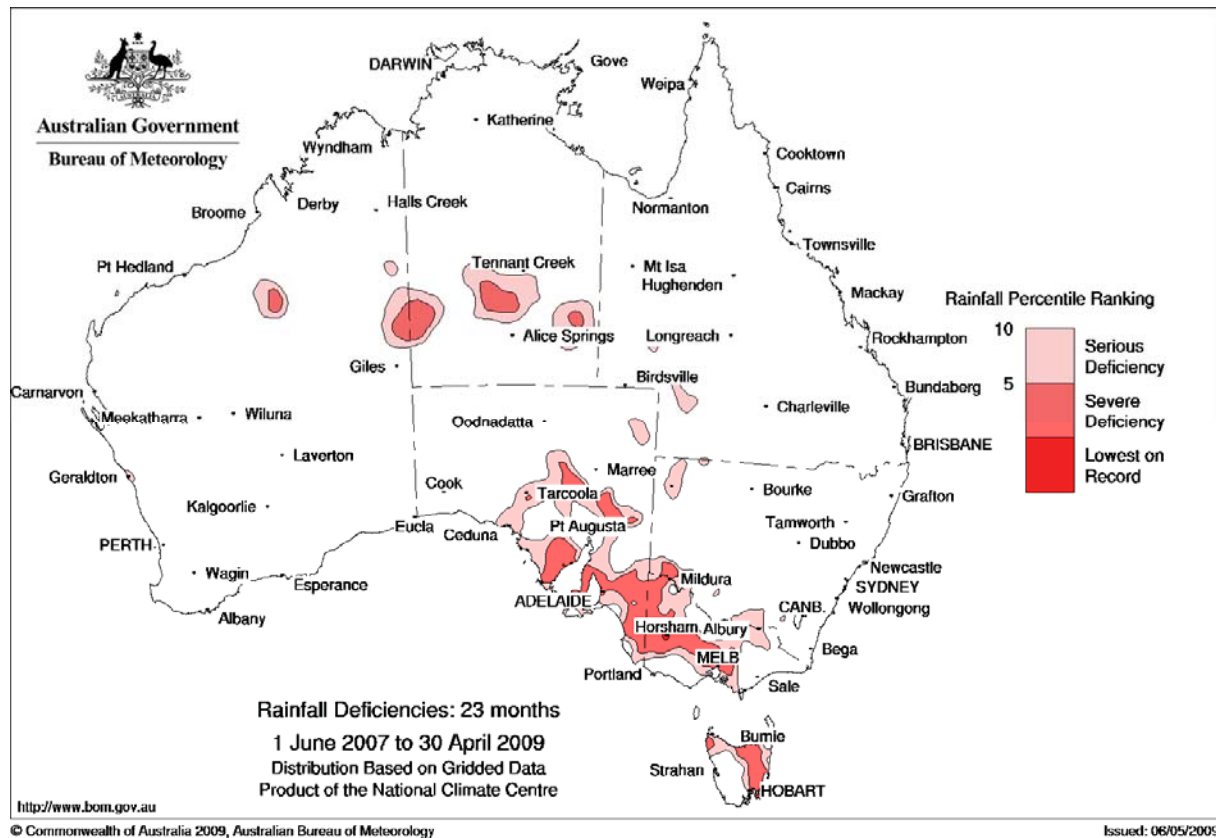 Australian Government
Bureau of Meteorology
DARWIN
Gove
Weipa
Katherine
Wyndham
Cooktown
Cairns
Derby
Halls Creek
Broome
Normanton
Townsville
Pt Hedland
Tennant Creek
Mt Isa
Hughenden
Mackay
Alice Springs
Longreach
Rockhampton
Giles
Birdsville
Bundaberg
Carnarvon
Meekatharra
Wiluna
Oodnadatta
Charleville
BRISBANE
Laverton
Marree
Geraldton
Cook
Tarcoola
Bourke
Grafton
Kalgoorlie
Eucla
Ceduna
Pt Augusta
Tamworth
Dubbo
PERTH
Wagin
Esperance
Mildura
Newcastle
SYDNEY
Albany
ADELAIDE
CANB.
Wollongong
Horsham
Albury
MELB
Bega
Portland
Sale
Burnie
Strahan
HOBART
Rainfall Percentile Ranking
10
Serious
Deficiency
5
Severe
Deficiency
Lowest on
Record
Rainfall Deficiencies: 23 months
1 June 2007 to 30 April 2009
Distribution Based on Gridded Data
Product of the National Climate Centre
http://www.bom.gov.au
© Commonwealth of Australia 2009, Australian Bureau of Meteorology
Issued: 06/05/2009